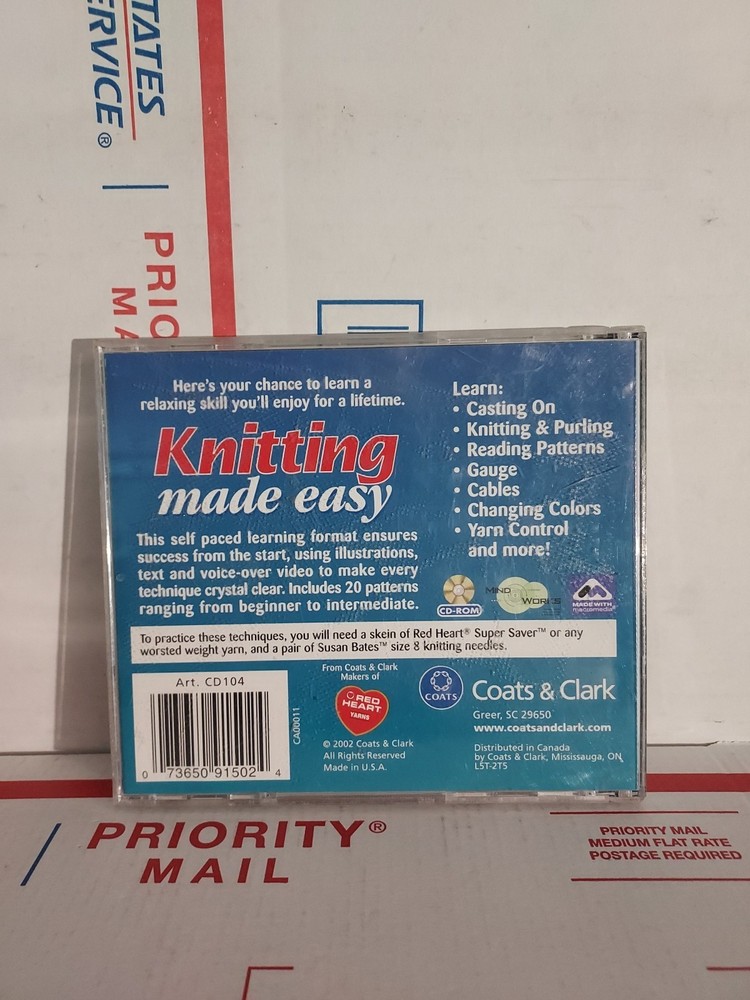 TATES
ERVICE®
PRIO
MA
Here's your chance to learn a
relaxing skill you'll enjoy for a lifetime.
Knitting
made easy
This self paced learning format ensures
success from the start, using illustrations,
text and voice-over video to make every
technique crystal clear. Includes 20 patterns
ranging from beginner to intermediate.
Learn:
• Casting On
• Knitting & Purling
• Reading Patterns
• Gauge
• Cables
• Changing Colors
• Yarn Control
and more!
CD-ROM
MIND WORKS
MADE WITH
macromedia
To practice these techniques, you will need a skein of Red Heart® Super Saver™ or any
worsted weight yarn, and a pair of Susan Bates™ size 8 knitting needles.
Art. CD104
0 73650 91502 4
CA00011
From Coats & Clark
Makers of
RED
HEART
YARNS
© 2002 Coats & Clark
All Rights Reserved
Made in U.S.A.
COATS
Coats & Clark
Greer, SC 29650
www.coatsandclark.com
Distributed in Canada
by Coats & Clark, Mississauga, ON
L5T-2T5
PRIORITY®
MAIL
PRIORITY MAIL
MEDIUM FLAT RATE
POSTAGE REQUIRED